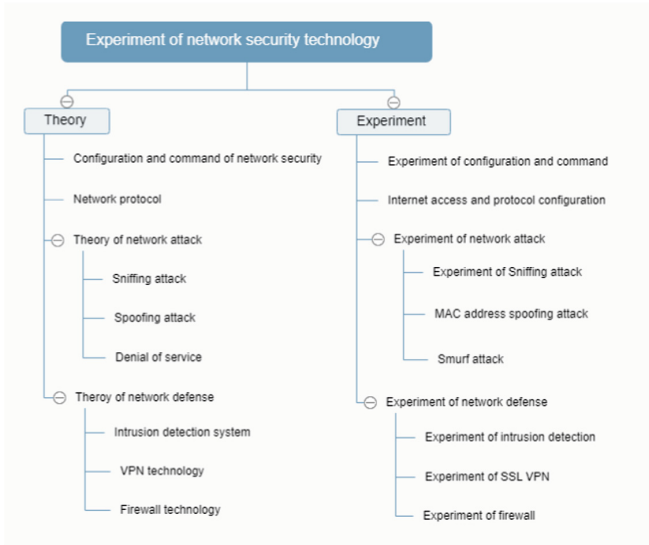 Experiment of network security technology
Theory
Configuration and command of network security
Network protocol
Theory of network attack
Sniffing attack
Spoofing attack
Denial of service
Theroy of network defense
Intrusion detection system
VPN technology
Firewall technology
Experiment
Experiment of configuration and command
Internet access and protocol configuration
Experiment of network attack
Experiment of Sniffing attack
MAC address spoofing attack
Smurf attack
Experiment of network defense
Experiment of intrusion detection
Experiment of SSL VPN
Experiment of firewall